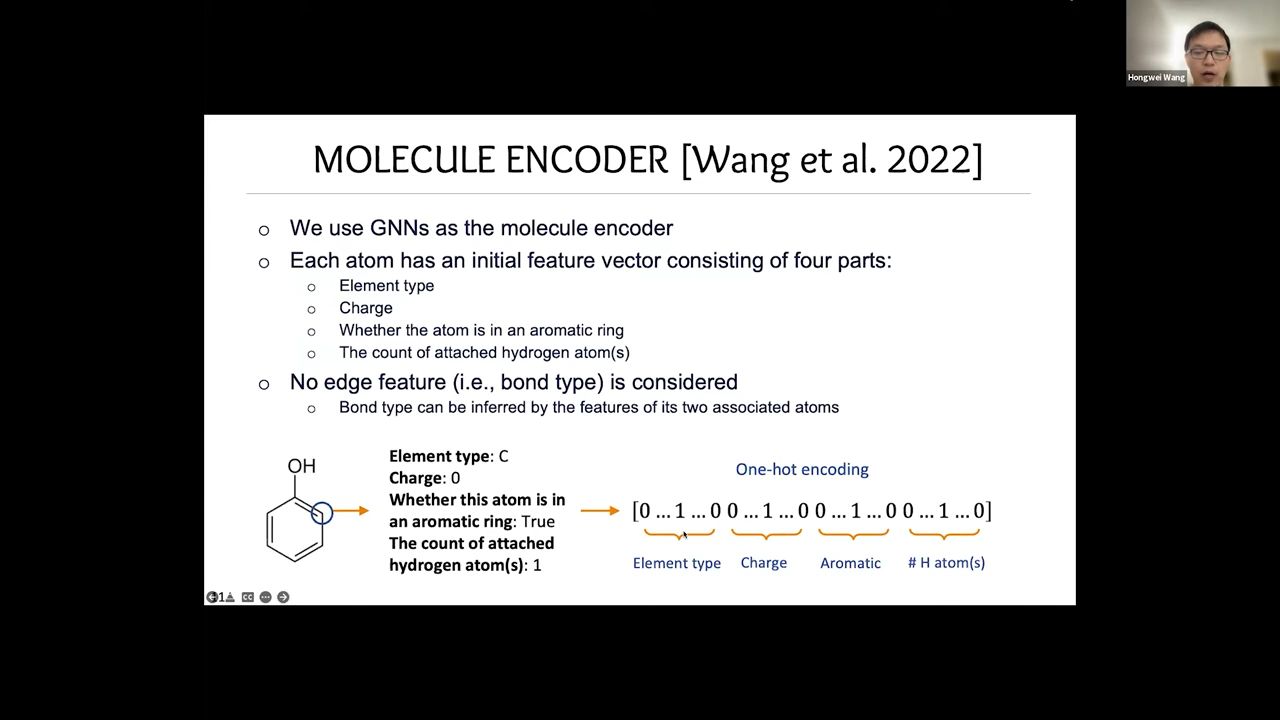 Hongwei Wang
MOLECULE ENCODER [Wang et al. 2022]
We use GNNs as the molecule encoder
Each atom has an initial feature vector consisting of four parts:
Element type
Charge
Whether the atom is in an aromatic ring
The count of attached hydrogen atom(s)
No edge feature (i.e., bond type) is considered
Bond type can be inferred by the features of its two associated atoms
OH
Element type: C
Charge: 0
Whether this atom is in
an aromatic ring: True
The count of attached
hydrogen atom(s): 1
One-hot encoding
[0 ... 1 ... 0 0 ... 1 ... 0 0 ... 1 ... 0 0 ... 1 ... 0]
Element type Charge Aromatic # H atom(s)